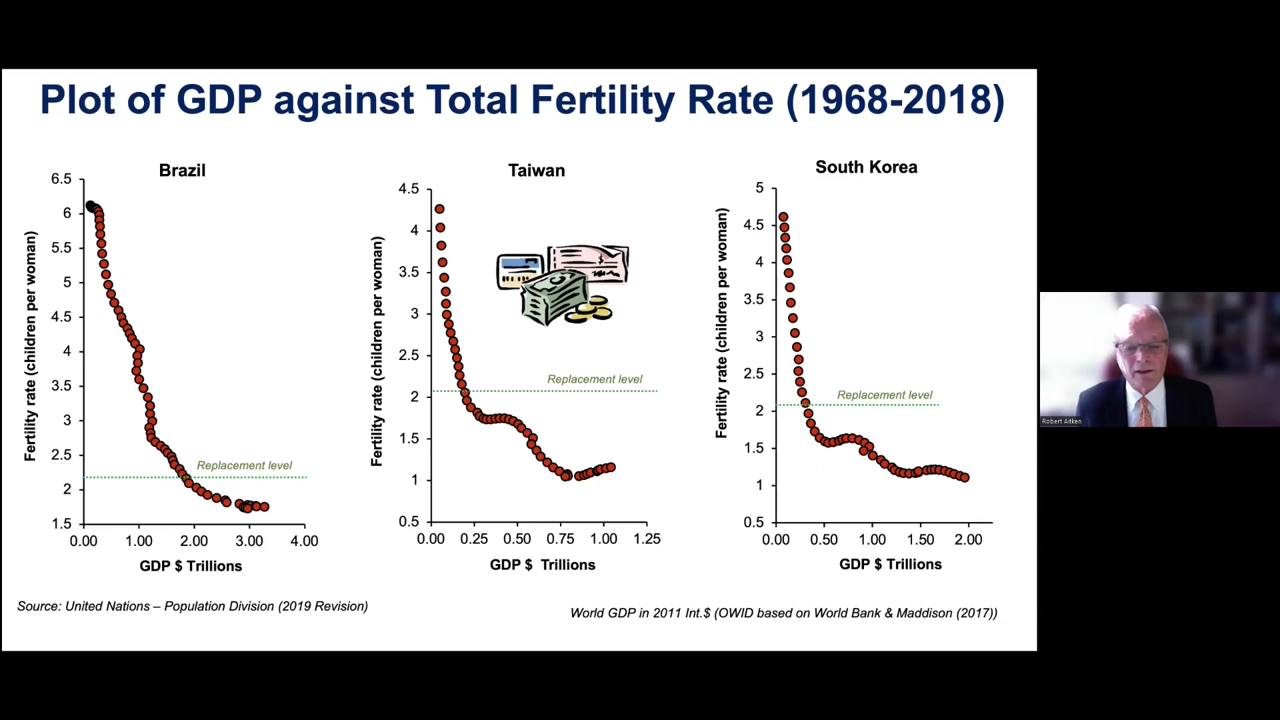 Plot of GDP against Total Fertility Rate (1968-2018)
Brazil
Fertility rate (children per woman)
6.5
6
5.5
5
4.5
4
3.5
3
2.5
2
1.5
Replacement level
0.00 1.00 2.00 3.00 4.00
GDP $ Trillions
Taiwan
Fertility rate (children per woman)
4.5
4
3.5
3
2.5
2
1.5
1
0.5
Replacement level
0.00 0.25 0.50 0.75 1.00 1.25
GDP $ Trillions
South Korea
Fertility rate (children per woman)
5
4.5
4
3.5
3
2.5
2
1.5
1
0.5
Replacement level
0.00 0.50 1.00 1.50 2.00
GDP $ Trillions
Source: United Nations – Population Division (2019 Revision)
World GDP in 2011 Int.$ (OWID based on World Bank & Maddison (2017))
Robert Aitken